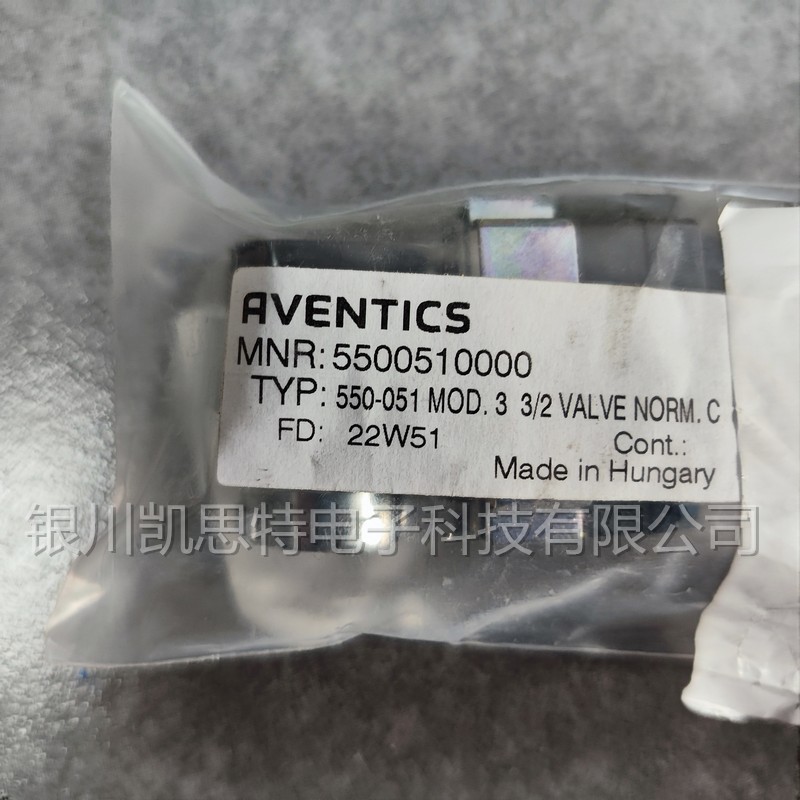 AVENTICS
MNR: 5500510000
TYP: 550-051 MOD. 3 3/2 VALVE NORM. C
FD: 22W51
Cont.:
Made in Hungary
银川凯思特电子科技有限公司